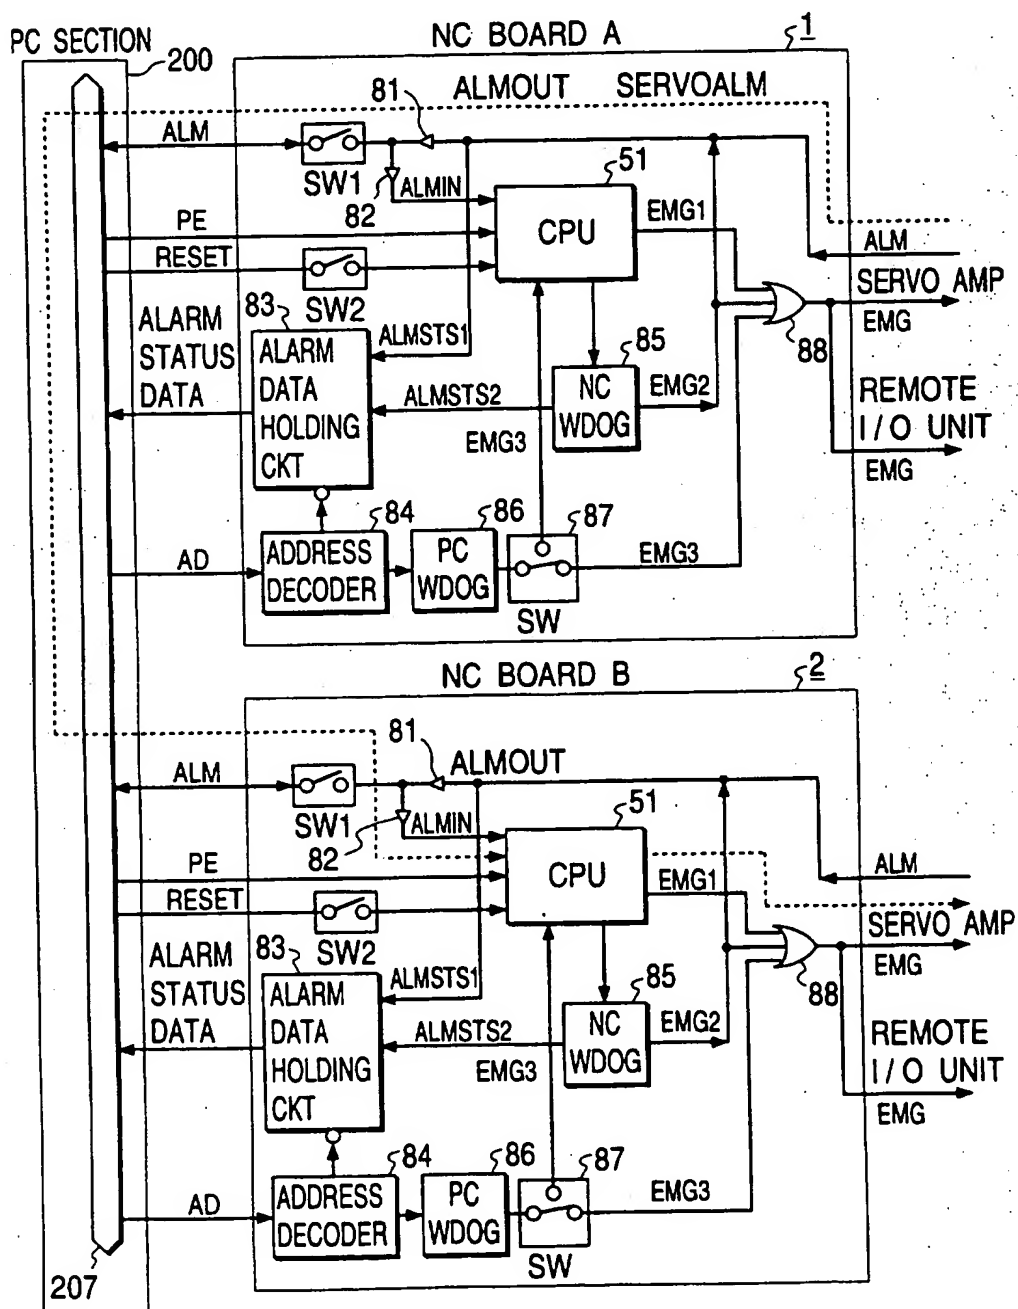 PC SECTION
200
NC BOARD A
1
81
ALMOUT SERVOALM
ALM
SW1
82
ALMIN
51
CPU
EMG1
PE
RESET
SW2
ALM
SERVO AMP
EMG
88
83
ALARM
STATUS
DATA
ALARM
DATA
HOLDING
CKT
ALMSTS1
ALMSTS2
85
NC
WDOG
EMG2
EMG3
REMOTE
I/O UNIT
EMG
84
86
87
AD
ADDRESS
DECODER
PC
WDOG
SW
EMG3
NC BOARD B
2
81
ALMOUT
ALM
SW1
82
ALMIN
51
CPU
EMG1
PE
RESET
SW2
ALM
SERVO AMP
EMG
88
83
ALARM
STATUS
DATA
ALARM
DATA
HOLDING
CKT
ALMSTS1
ALMSTS2
85
NC
WDOG
EMG2
EMG3
REMOTE
I/O UNIT
EMG
84
86
87
AD
ADDRESS
DECODER
PC
WDOG
SW
EMG3
207